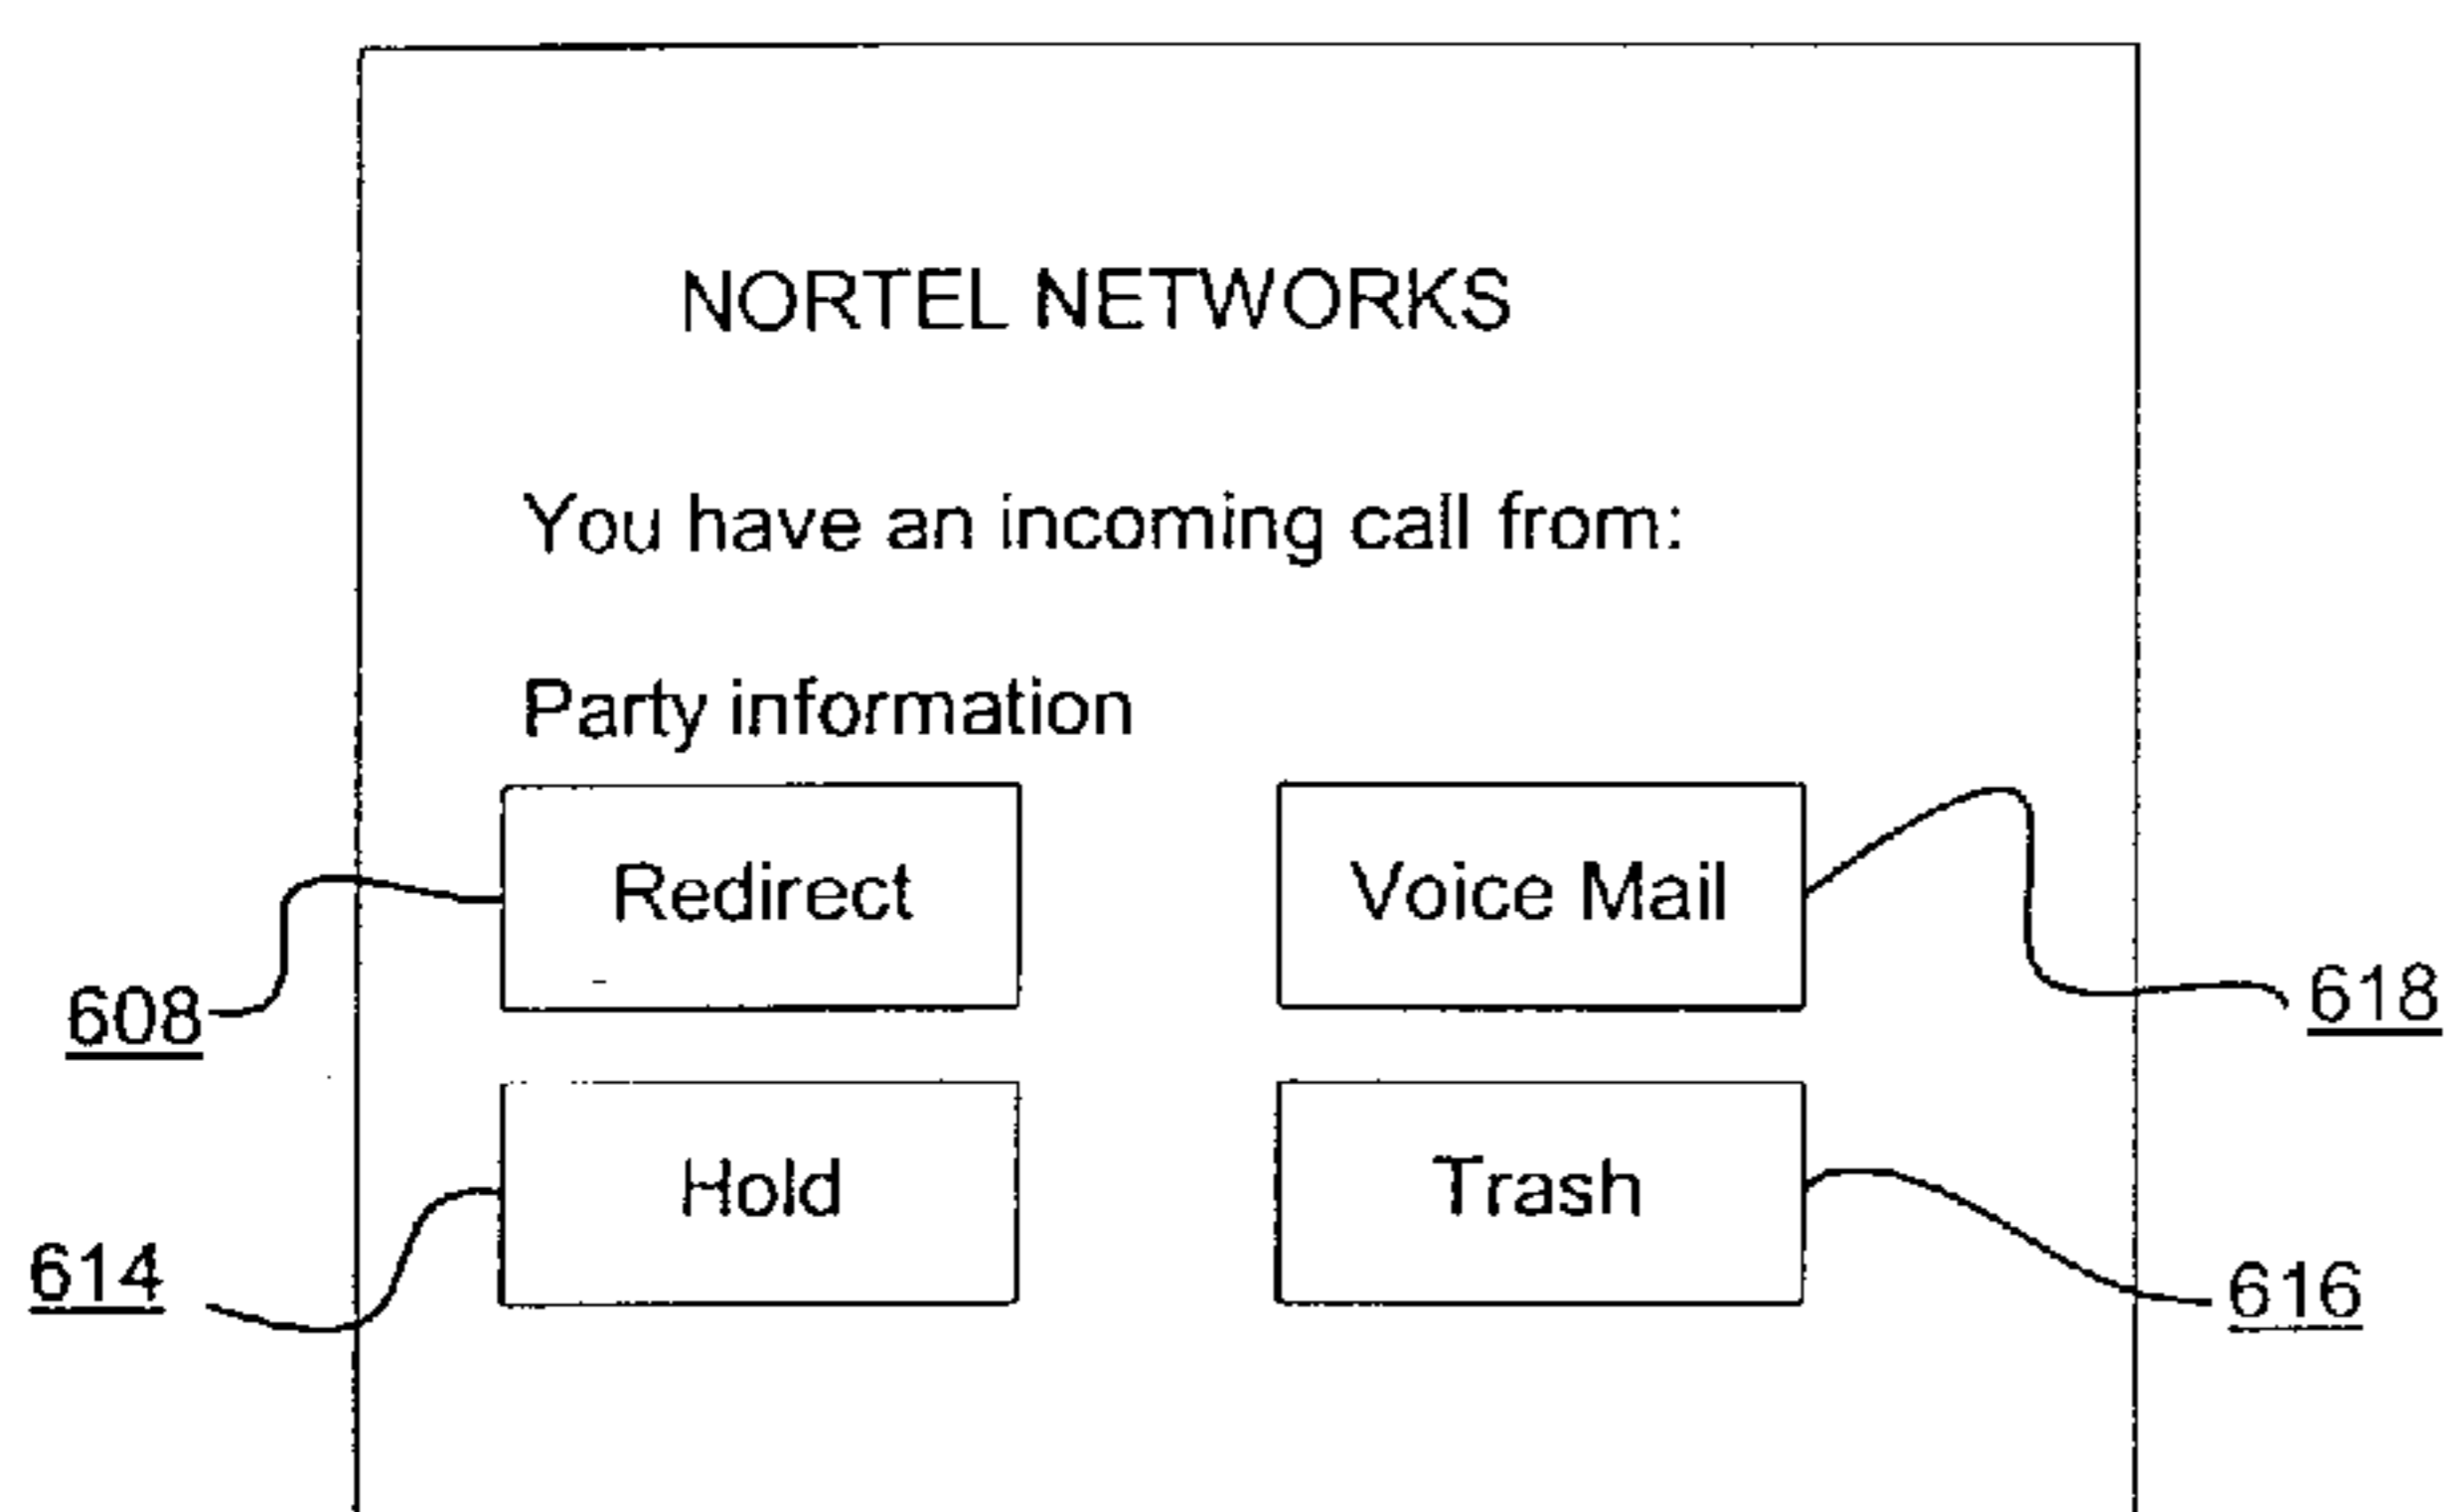 NORTEL NETWORKS
You have an incoming call from:
Party information
Redirect
Voice Mail
608
618
Hold
Trash
614
616